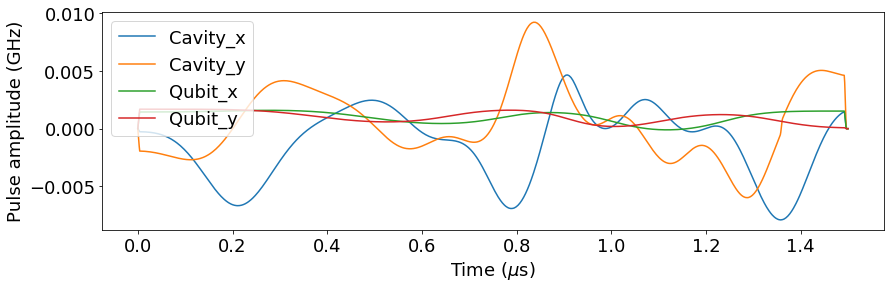 Pulse amplitude (GHz)
0.010
0.005
0.000
−0.005
Cavity_x
Cavity_y
Qubit_x
Qubit_y
0.0 0.2 0.4 0.6 0.8 1.0 1.2 1.4
Time (μs)